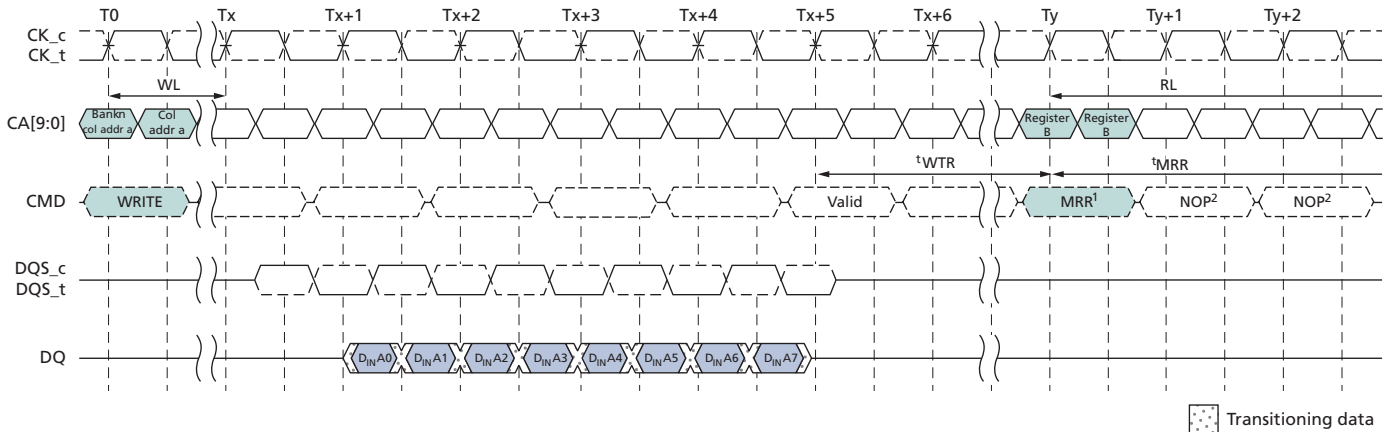 T0 Tx Tx+1 Tx+2 Tx+3 Tx+4 Tx+5 Tx+6 Ty Ty+1 Ty+2
CK_c
CK_t
WL RL
CA[9:0] Bankn col addr a Col addr a Register B Register B
tWTR tMRR
CMD WRITE Valid MRR1 NOP2 NOP2
DQS_c
DQS_t
DQ DINA0 DINA1 DINA2 DINA3 DINA4 DINA5 DINA6 DINA7
Transitioning data